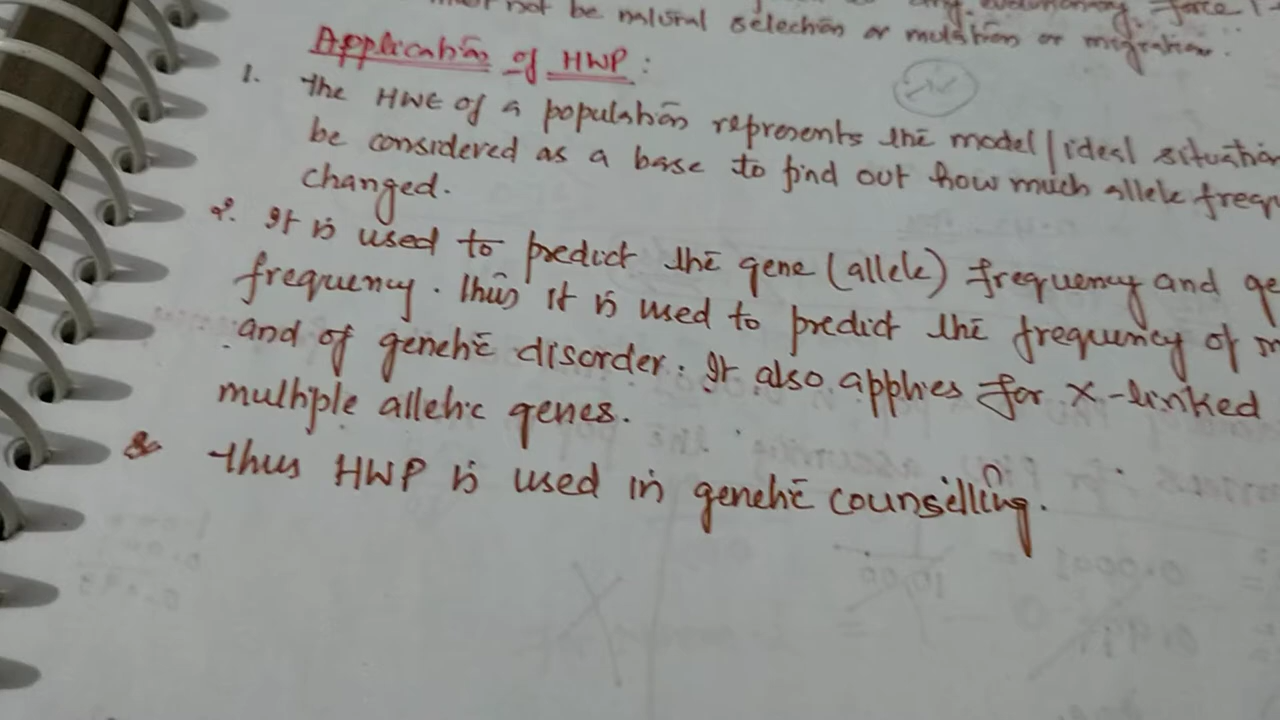 not be natural selection or mutation or migration.
Application of HWP:
1. The HWE of a population represents the model/ideal situation
be considered as a base to find out how much allele freq
changed.
2. It is used to predict the gene (allele) frequency and ge
frequency. Thus it is used to predict the frequency of m
and of genetic disorder. It also applies for X-linked
multiple allelic genes.
thus HWP is used in genetic counselling.